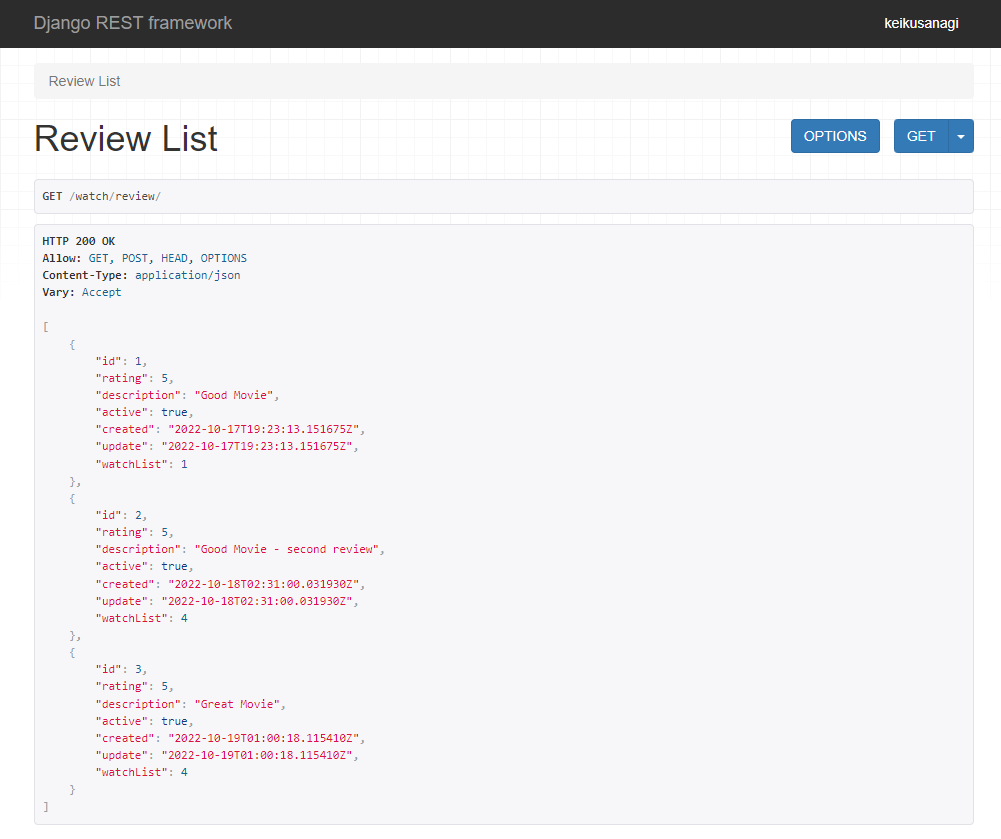 Django REST framework
keikusanagi
Review List
Review List
OPTIONS
GET
GET /watch/review/
HTTP 200 OK
Allow: GET, POST, HEAD, OPTIONS
Content-Type: application/json
Vary: Accept
[
    {
        "id": 1,
        "rating": 5,
        "description": "Good Movie",
        "active": true,
        "created": "2022-10-17T19:23:13.151675Z",
        "update": "2022-10-17T19:23:13.151675Z",
        "watchList": 1
    },
    {
        "id": 2,
        "rating": 5,
        "description": "Good Movie - second review",
        "active": true,
        "created": "2022-10-18T02:31:00.031930Z",
        "update": "2022-10-18T02:31:00.031930Z",
        "watchList": 4
    },
    {
        "id": 3,
        "rating": 5,
        "description": "Great Movie",
        "active": true,
        "created": "2022-10-19T01:00:18.115410Z",
        "update": "2022-10-19T01:00:18.115410Z",
        "watchList": 4
    }
]